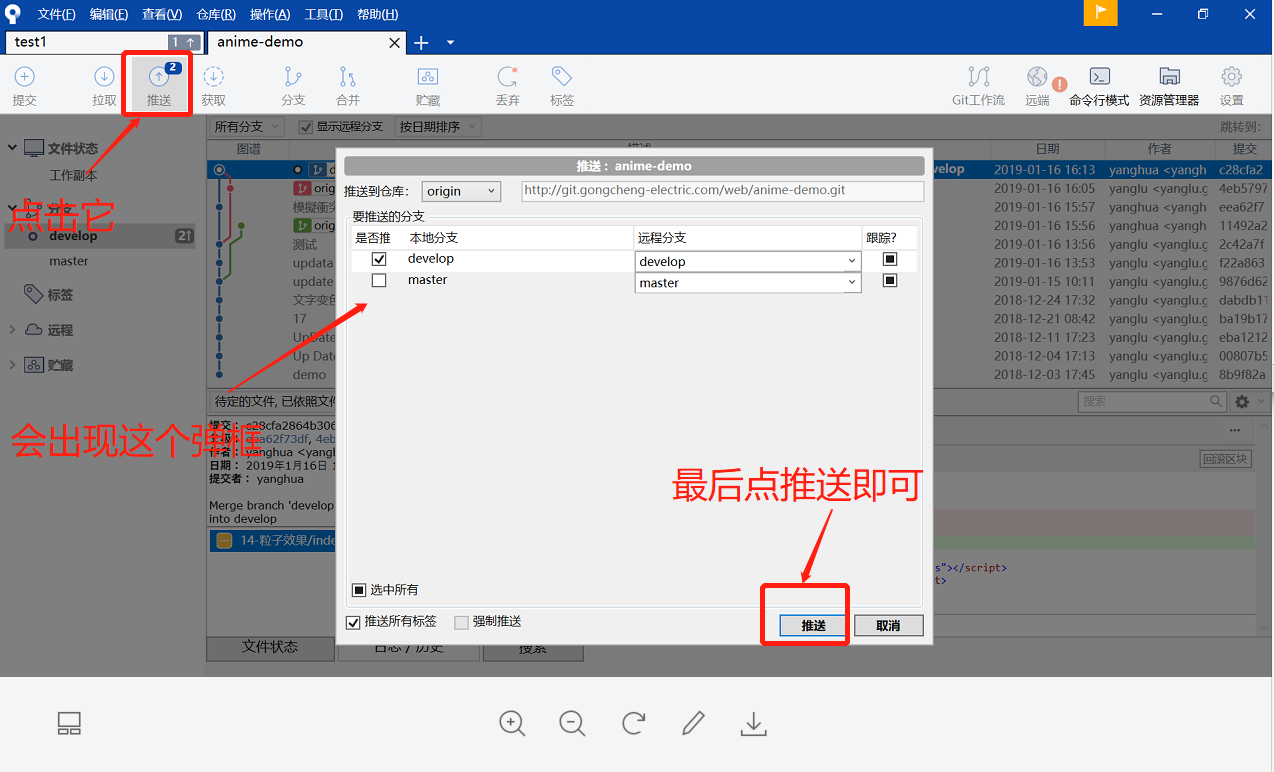 文件(F) 编辑(E) 查看(V) 仓库(R) 操作(A) 工具(T) 帮助(H)
test1 1 anime-demo
2
提交 拉取 推送 获取 分支 合并 贮藏 丢弃 标签 Git工作流 远端 命令行模式 资源管理器 设置
所有分支 显示远程分支 按日期排序 跳转到:
文件状态
工作副本
点击它
develop 2
master
标签
远程
贮藏
图谱 日期 作者 提交
velop 2019-01-16 16:13 yanghua <yangh c28cfa2
orig 2019-01-16 16:05 yanglu <yanglu.g 4eb5797
2019-01-16 15:57 yanghua <yangh eea62f7
orig 2019-01-16 15:56 yanghua <yangh 11492a2
测试 2019-01-16 13:56 yanglu <yanglu.g 2c42a7f
updata 2019-01-16 13:53 yanglu <yanglu.g f22a863
update 2019-01-15 10:11 yanglu <yanglu.g 9876d62
文字变色 2018-12-24 17:32 yanglu <yanglu.g dabdb11
17 2018-12-21 08:42 yanglu <yanglu.g ba19b17
UpDate 2018-12-11 17:23 yanglu <yanglu.g eba1212
Up Date 2018-12-04 17:13 yanglu <yanglu.g 00807b5
demo 2018-12-03 17:45 yanglu <yanglu.g 8b9f82a
推送 : anime-demo
推送到仓库: origin http://git.gongcheng-electric.com/web/anime-demo.git
要推送的分支
是否推 本地分支 远程分支 跟踪?
develop develop
master master
选中所有
推送所有标签 强制推送
推送 取消
会出现这个弹框
最后点推送即可
待定的文件, 已依照文件
搜索
提交: c28cfa2864b306
作者: yanghua <yangh
日期: 2019年1月16日 1
提交者: yanghua
Merge branch 'develop
into develop
14-粒子效果/inde
回滚区块
s"></script>
t>
文件状态 日志 / 历史 搜索